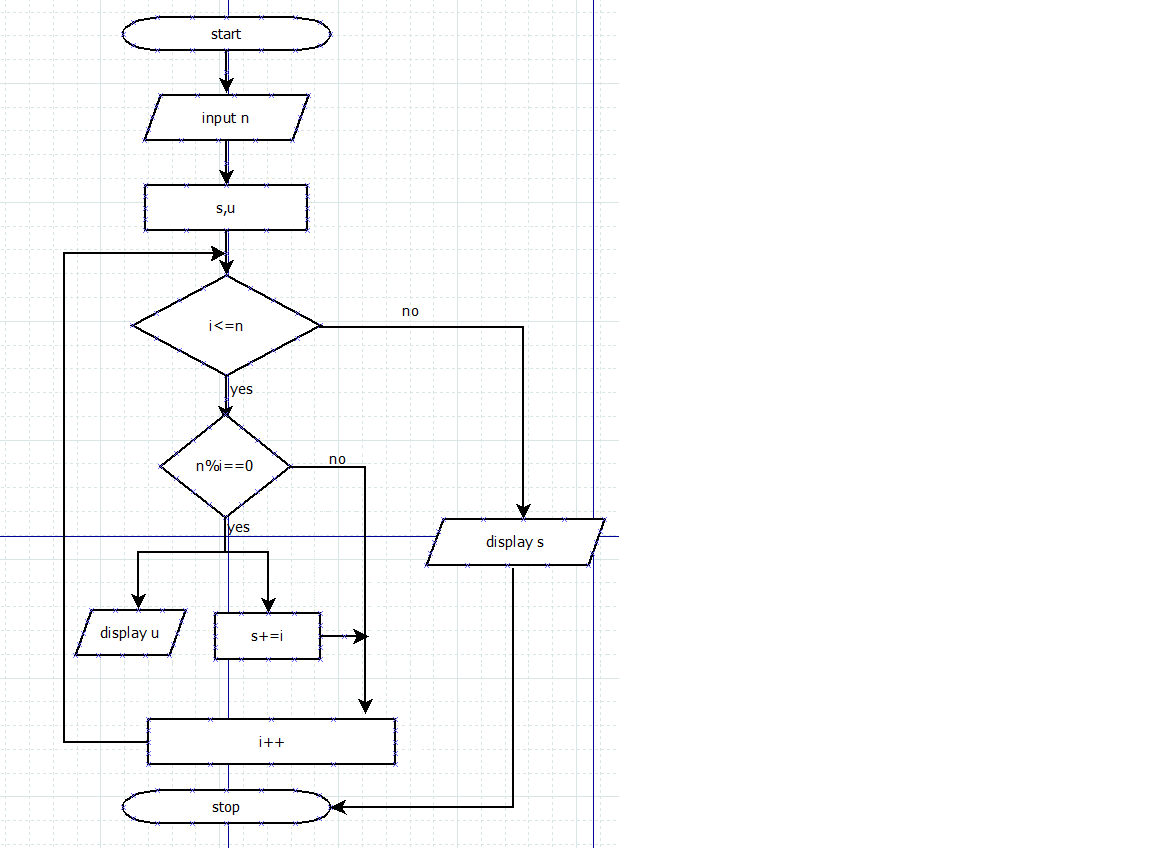 start
input n
s,u
i<=n
no
yes
n%i==0
no
yes
display s
display u
s+=i
i++
stop